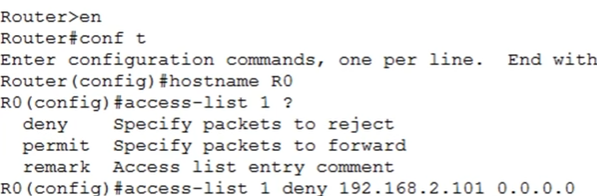 Router>en
Router#conf t
Enter configuration commands, one per line.  End with
Router(config)#hostname R0
R0(config)#access-list 1 ?
  deny    Specify packets to reject
  permit  Specify packets to forward
  remark  Access list entry comment
R0(config)#access-list 1 deny 192.168.2.101 0.0.0.0